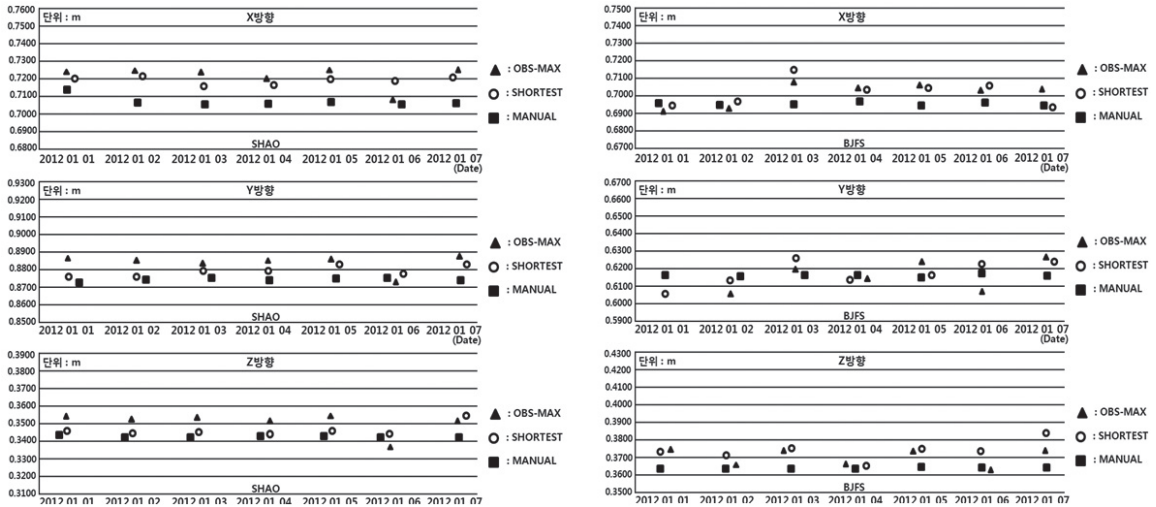 0.7600
단위 : m
X방향
0.7500
0.7400
0.7300
0.7200
0.7100
0.7000
0.6900
0.6800
SHAO
2012 01 01 2012 01 02 2012 01 03 2012 01 04 2012 01 05 2012 01 06 2012 01 07
(Date)
▲ : OBS-MAX
○ : SHORTEST
■ : MANUAL
0.7500
단위 : m
X방향
0.7400
0.7300
0.7200
0.7100
0.7000
0.6900
0.6800
0.6700
BJFS
2012 01 01 2012 01 02 2012 01 03 2012 01 04 2012 01 05 2012 01 06 2012 01 07
(Date)
▲ : OBS-MAX
○ : SHORTEST
■ : MANUAL
0.9300
단위 : m
Y방향
0.9200
0.9100
0.9000
0.8900
0.8800
0.8700
0.8600
0.8500
SHAO
2012 01 01 2012 01 02 2012 01 03 2012 01 04 2012 01 05 2012 01 06 2012 01 07
(Date)
▲ : OBS-MAX
○ : SHORTEST
■ : MANUAL
0.6700
단위 : m
Y방향
0.6600
0.6500
0.6400
0.6300
0.6200
0.6100
0.6000
0.5900
BJFS
2012 01 01 2012 01 02 2012 01 03 2012 01 04 2012 01 05 2012 01 06 2012 01 07
(Date)
▲ : OBS-MAX
○ : SHORTEST
■ : MANUAL
0.3900
단위 : m
Z방향
0.3800
0.3700
0.3600
0.3500
0.3400
0.3300
0.3200
0.3100
SHAO
2012 01 01 2012 01 02 2012 01 03 2012 01 04 2012 01 05 2012 01 06 2012 01 07
▲ : OBS-MAX
○ : SHORTEST
■ : MANUAL
0.4300
단위 : m
Z방향
0.4200
0.4100
0.4000
0.3900
0.3800
0.3700
0.3600
0.3500
BJFS
2012 01 01 2012 01 02 2012 01 03 2012 01 04 2012 01 05 2012 01 06 2012 01 07
▲ : OBS-MAX
○ : SHORTEST
■ : MANUAL